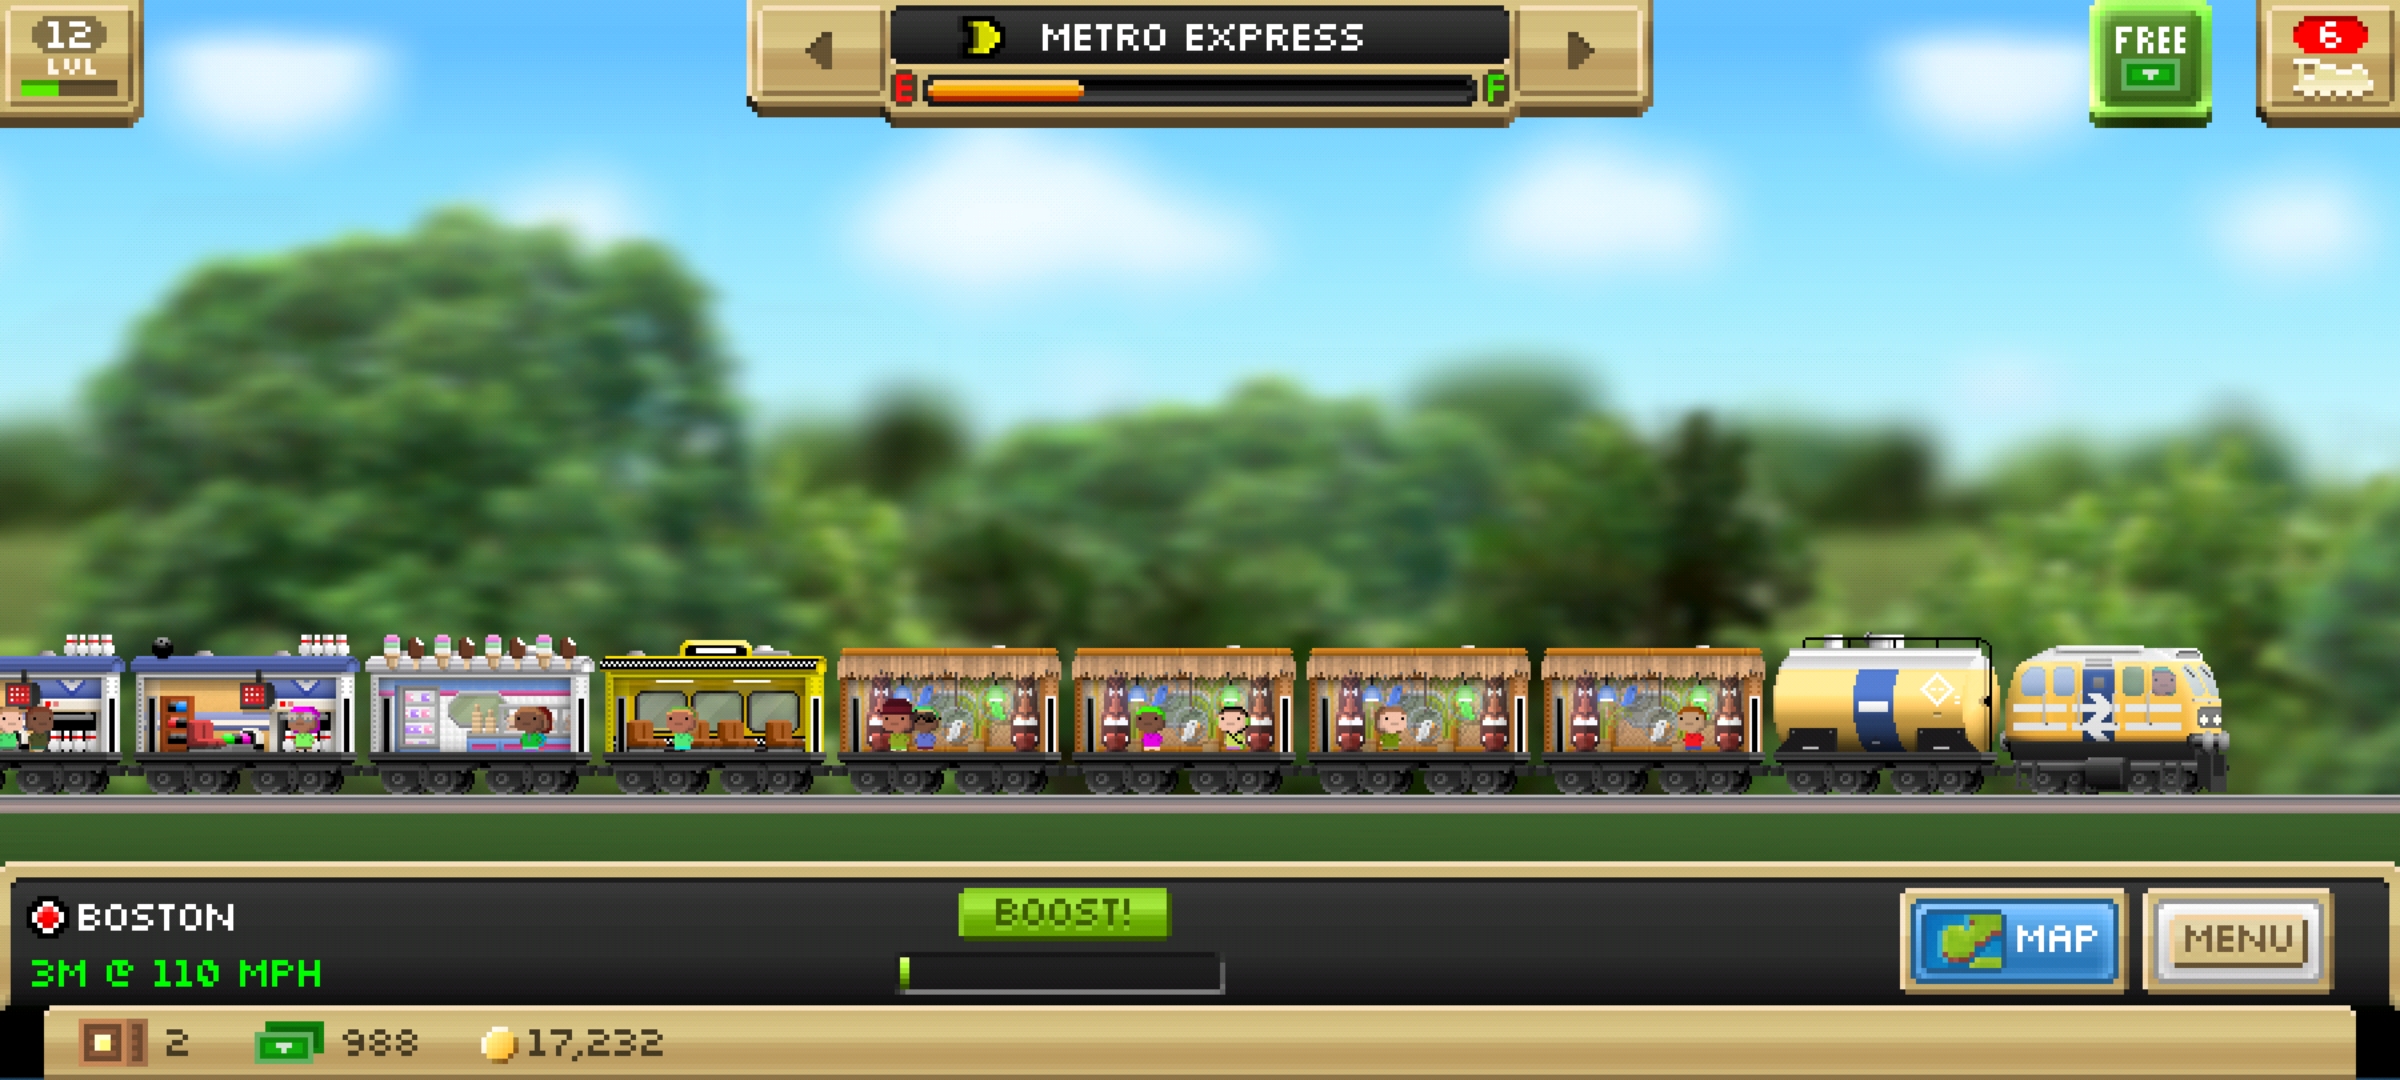 12
LVL
METRO EXPRESS
E F
FREE
6
BOSTON
3M @ 110 MPH
BOOST!
MAP
MENU
2
988
17,232